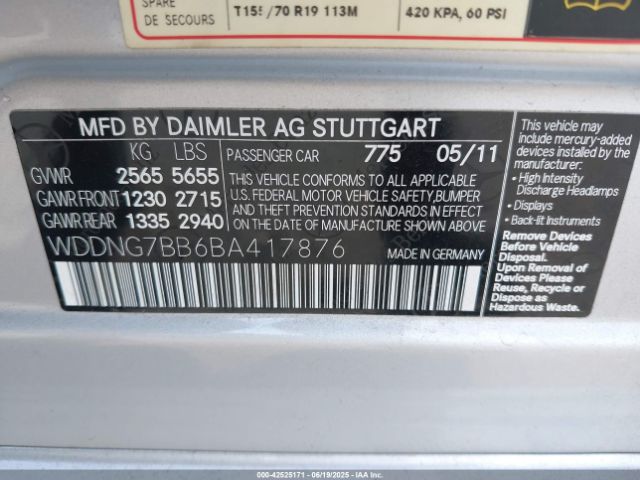 SPARE
DE SECOURS
T155/70 R19 113M
420 KPA, 60 PSI
MFD BY DAIMLER AG STUTTGART
KG LBS
GVWR 2565 5655
GAWR FRONT 1230 2715
GAWR REAR 1335 2940
PASSENGER CAR 775 05/11
THIS VEHICLE CONFORMS TO ALL APPLICABLE
U.S. FEDERAL MOTOR VEHICLE SAFETY,BUMPER
AND THEFT PREVENTION STANDARDS IN EFFECT
ON THE DATE OF MANUFACTURE SHOWN ABOVE.
WDDNG7BB6BA417876
This vehicle may include
mercury-added
devices installed by the
manufacturer:
• High Intensity
Discharge Headlamps
• Displays
• Back-lit Instruments
Remove Devices
Before Vehicle
Disposal.
Upon Removal of
Devices Please
Reuse, Recycle or
Dispose as
Hazardous Waste.
000-42525171 - 06/19/2025 - IAAI.COM